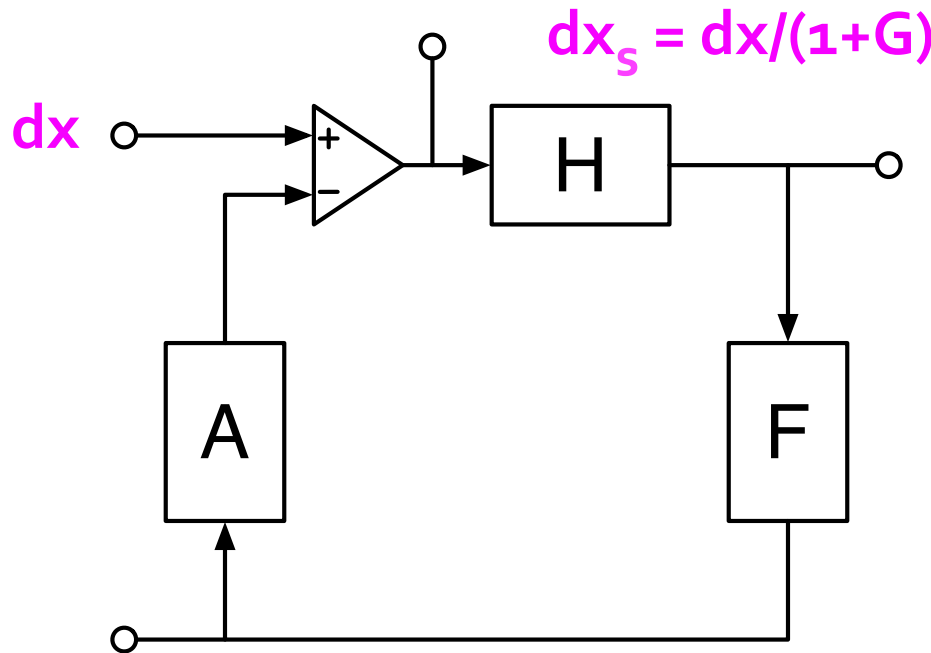 dxS = dx/(1+G)
dx
+
−
H
A
F